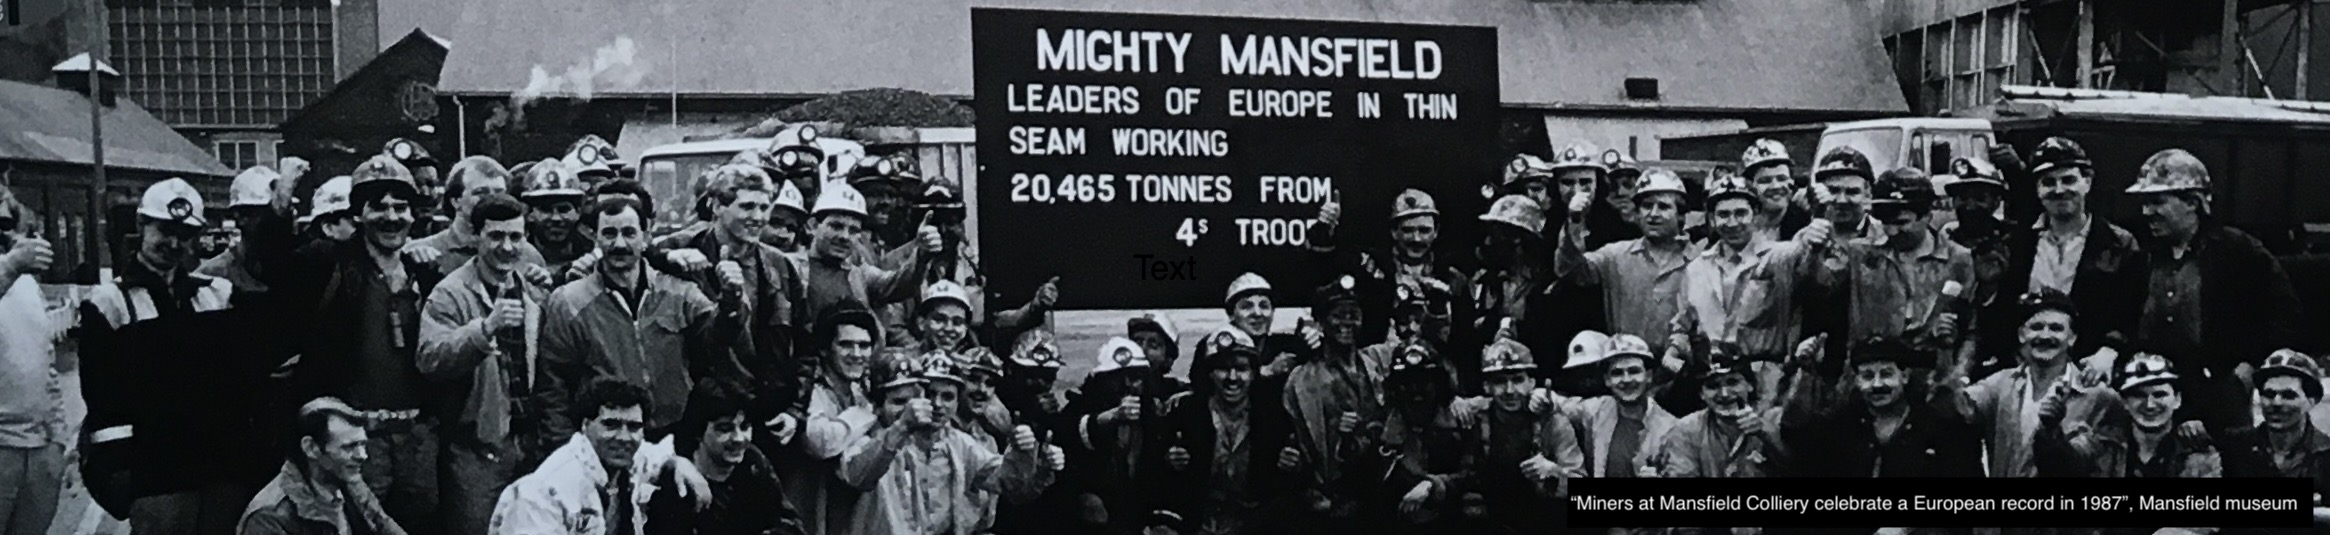 MIGHTY MANSFIELD
LEADERS OF EUROPE IN THIN
SEAM WORKING
20,465 TONNES FROM
4s TROOP
Text
“Miners at Mansfield Colliery celebrate a European record in 1987”, Mansfield museum